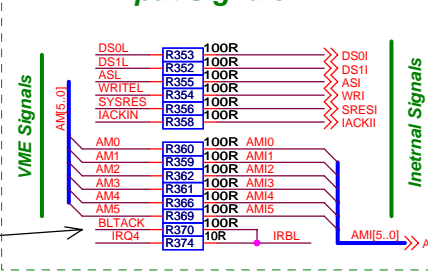 VME Signals
AM[5..0]
DS0L R353 100R DS0I
DS1L R352 100R DS1I
ASL R355 100R ASI
WRITEL R354 100R WRI
SYSRES R356 100R SRESI
IACKIN R358 100R IACKII
AM0 R360 100R AMI0
AM1 R359 100R AMI1
AM2 R362 100R AMI2
AM3 R361 100R AMI3
AM4 R366 100R AMI4
AM5 R369 100R AMI5
BLTACK R370 100R
IRQ4 R374 10R IRBL
AMI[5..0]
Inetrnal Signals